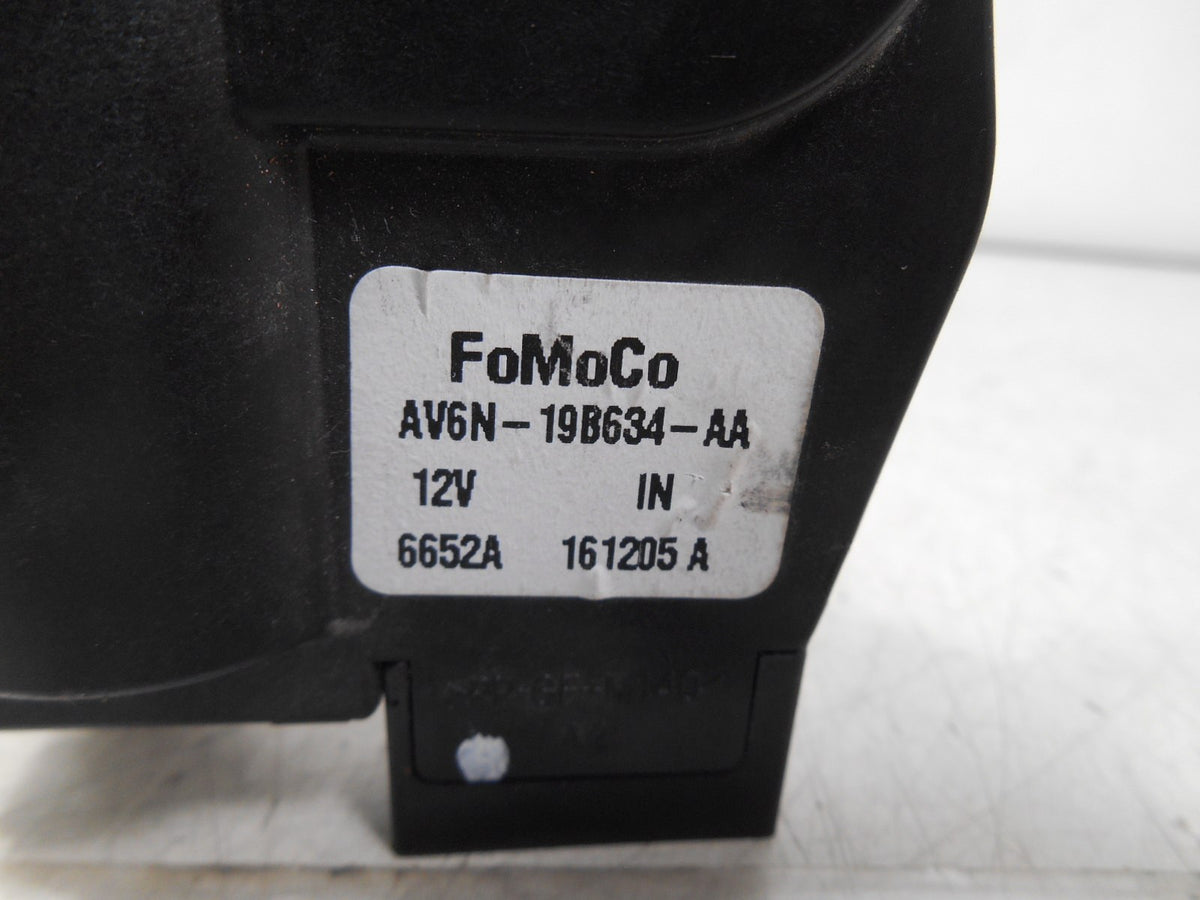 FoMoCo
AV6N-19B634-AA
12V IN
6652A 161205 A